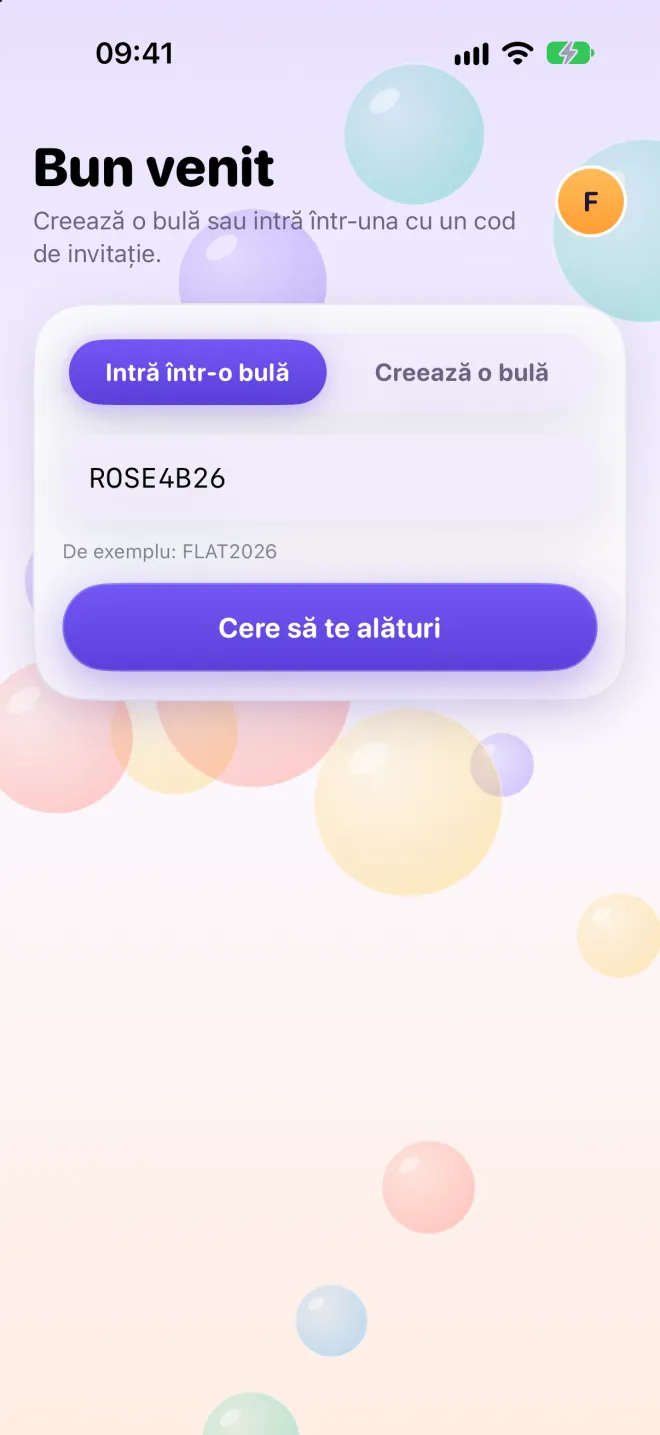 09:41
Bun venit
Creează o bulă sau intră într-una cu un cod
de invitație.
F
Intră într-o bulă
Creează o bulă
ROSE4B26
De exemplu: FLAT2026
Cere să te alături